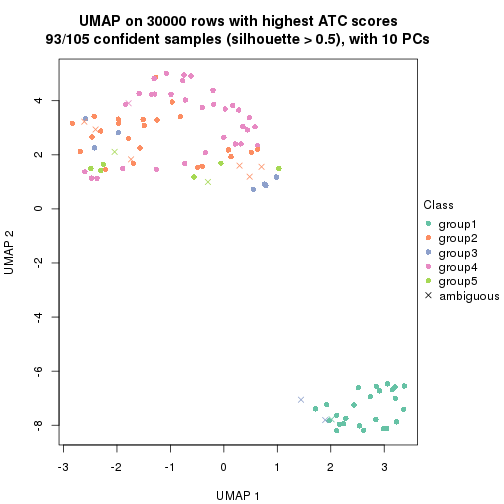 UMAP on 30000 rows with highest ATC scores
93/105 confident samples (silhouette > 0.5), with 10 PCs
UMAP 2
4
2
0
-2
-4
-6
-8
-3
-2
-1
0
1
2
3
UMAP 1
Class
group1
group2
group3
group4
group5
ambiguous